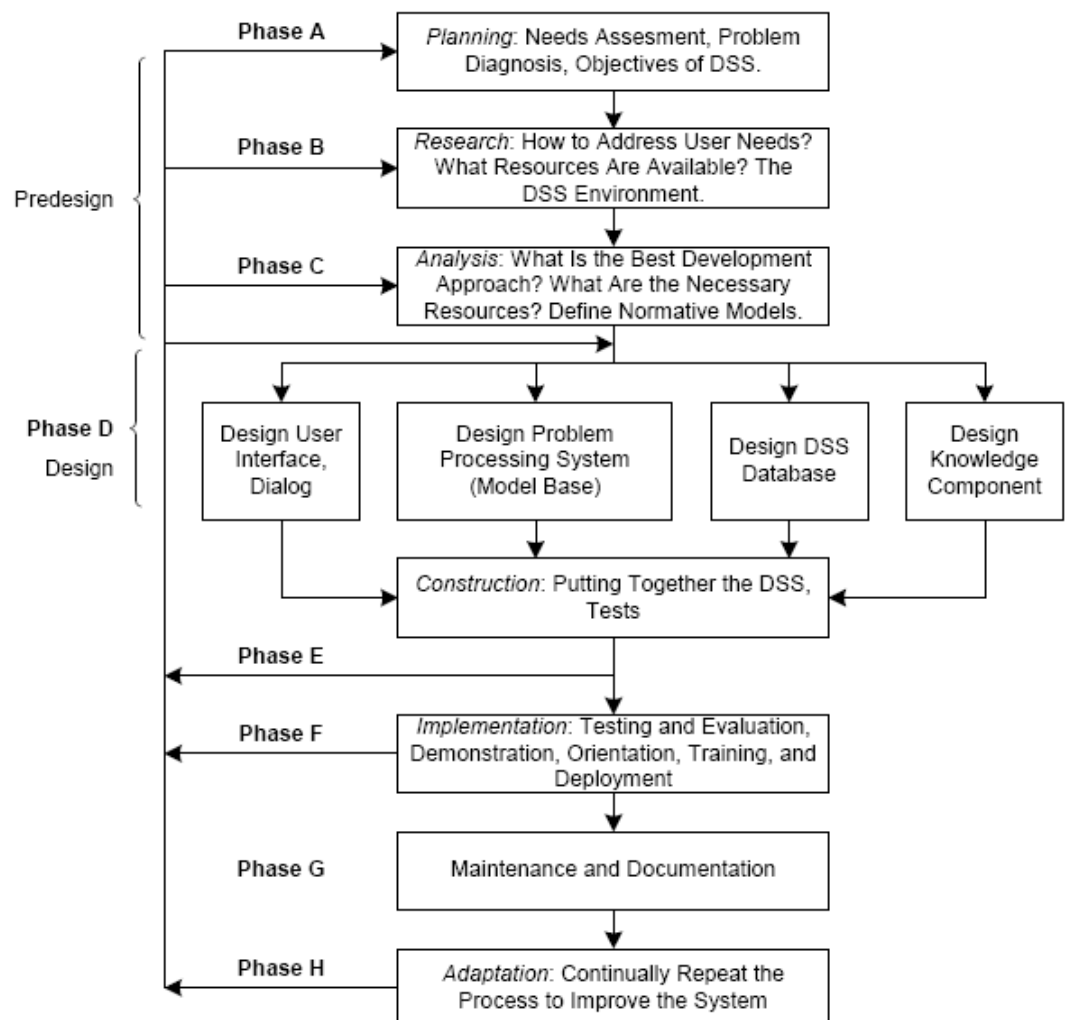 Phase A
Planning: Needs Assesment, Problem
Diagnosis, Objectives of DSS.
Phase B
Research: How to Address User Needs?
What Resources Are Available? The
DSS Environment.
Predesign
Phase C
Analysis: What Is the Best Development
Approach? What Are the Necessary
Resources? Define Normative Models.
Phase D
Design
Design User
Interface,
Dialog
Design Problem
Processing System
(Model Base)
Design DSS
Database
Design
Knowledge
Component
Construction: Putting Together the DSS,
Tests
Phase E
Phase F
Implementation: Testing and Evaluation,
Demonstration, Orientation, Training, and
Deployment
Phase G
Maintenance and Documentation
Phase H
Adaptation: Continually Repeat the
Process to Improve the System